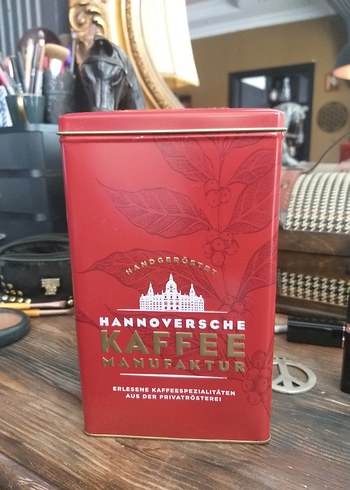 HANDGERÖSTET
HANNOVERSCHE
KAFFEE
MANUFAKTUR
ERLESENE KAFFEESPEZIALITÄTEN
AUS DER PRIVATRÖSTEREI